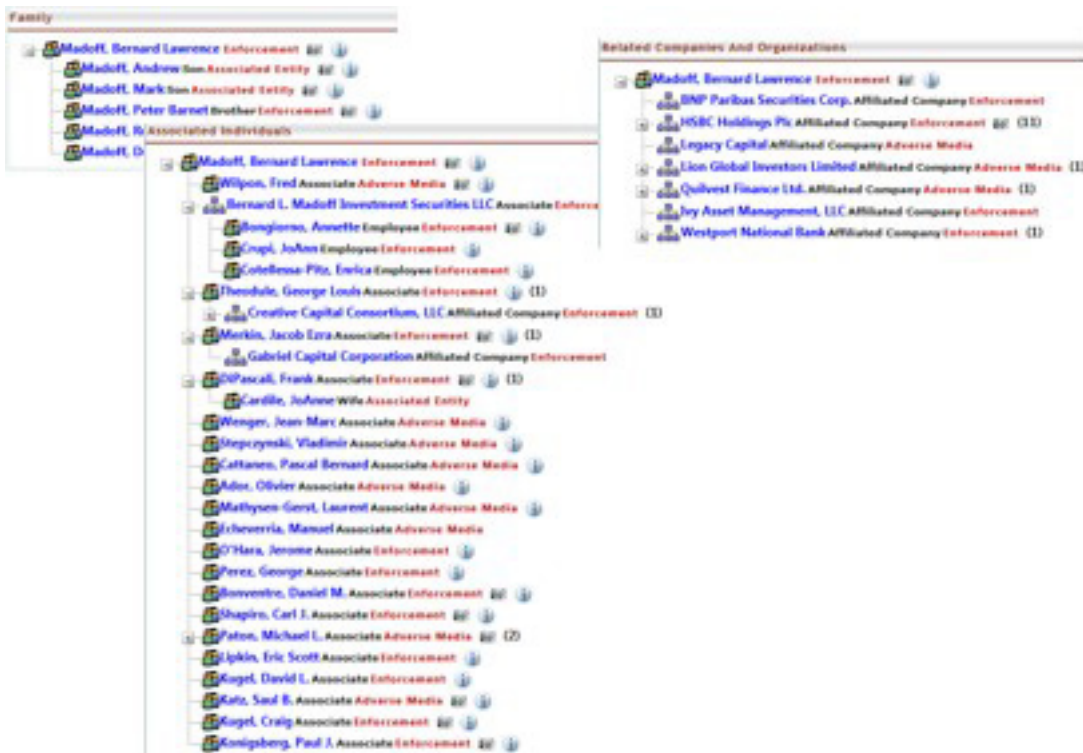 Family
Madoff, Bernard Lawrence Enforcement
Madoff, Andrew Son Associated Entity
Madoff, Mark Son Associated Entity
Madoff, Peter Barnet Brother Enforcement
Madoff, R
Madoff, D
Associated Individuals
Madoff, Bernard Lawrence Enforcement
Wilpon, Fred Associate Adverse Media
Bernard L. Madoff Investment Securities LLC Associate Enforce
Bongiorno, Annette Employee Enforcement
Crupi, JoAnn Employee Enforcement
Cotellessa-Pitz, Enrica Employee Enforcement
Theodule, George Louis Associate Enforcement (1)
Creative Capital Consortium, LLC Affiliated Company Enforcement (1)
Merkin, Jacob Ezra Associate Enforcement (1)
Gabriel Capital Corporation Affiliated Company Enforcement
DiPascali, Frank Associate Enforcement (1)
Cardile, JoAnne Wife Associated Entity
Wenger, Jean-Marc Associate Adverse Media
Stepczynski, Vladimir Associate Adverse Media
Cattaneo, Pascal Bernard Associate Adverse Media
Ador, Olivier Associate Adverse Media
Mathysen-Gerst, Laurent Associate Adverse Media
Echeverria, Manuel Associate Adverse Media
O'Hara, Jerome Associate Enforcement
Perez, George Associate Enforcement
Bonventre, Daniel M. Associate Enforcement
Shapiro, Carl J. Associate Enforcement
Paton, Michael L. Associate Adverse Media (2)
Lipkin, Eric Scott Associate Enforcement
Kugel, David L. Associate Enforcement
Katz, Saul B. Associate Adverse Media
Kugel, Craig Associate Enforcement
Konigsberg, Paul J. Associate Enforcement
Related Companies And Organizations
Madoff, Bernard Lawrence Enforcement
BNP Paribas Securities Corp. Affiliated Company Enforcement
HSBC Holdings Plc Affiliated Company Enforcement (11)
Legacy Capital Affiliated Company Adverse Media
Lion Global Investors Limited Affiliated Company Adverse Media (1)
Quilvest Finance Ltd. Affiliated Company Adverse Media (1)
Ivy Asset Management, LLC Affiliated Company Enforcement
Westport National Bank Affiliated Company Enforcement (1)